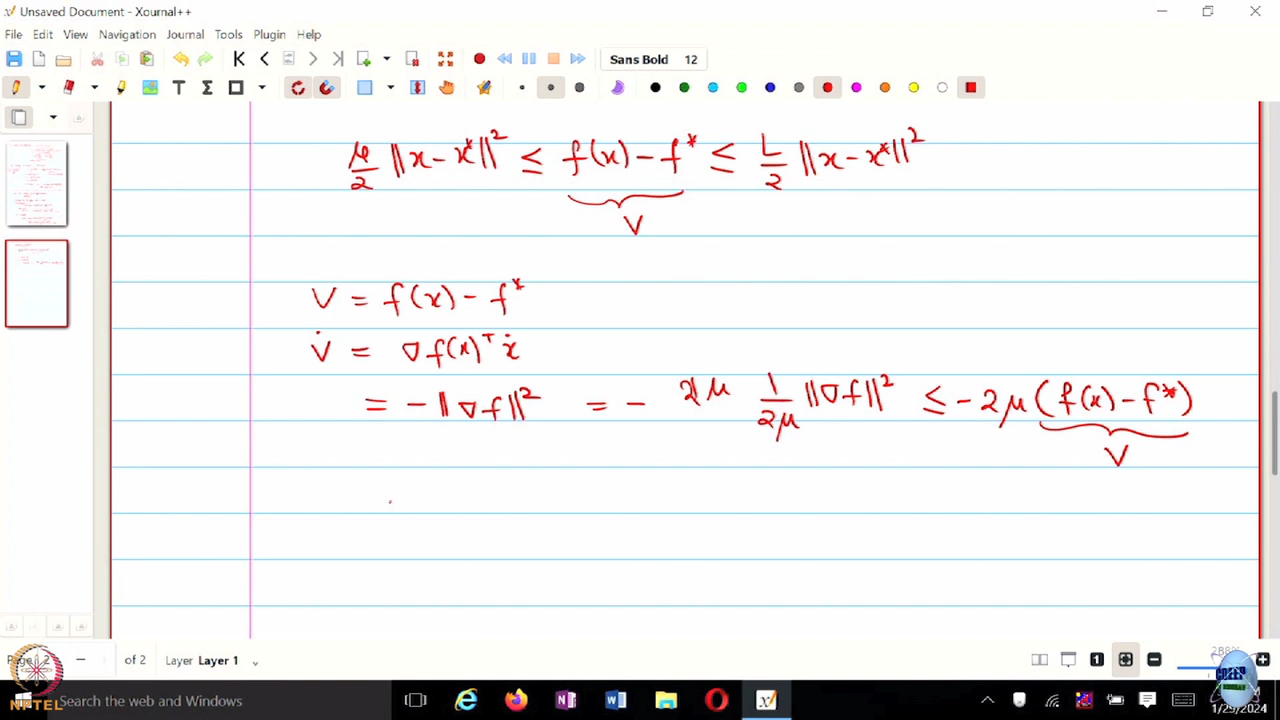 Unsaved Document - Xournal++
File Edit View Navigation Journal Tools Plugin Help
Sans Bold 12
μ/2 ||x - x*||² ≤ f(x) - f* ≤ L/2 ||x - x*||²
V
V = f(x) - f*
V̇ = ∇f(x)ᵀ ẋ
= -||∇f||² = - 2μ 1/2μ ||∇f||² ≤ -2μ (f(x) - f*)
V
of 2 Layer Layer 1
Search the web and Windows
NPTEL
1/29/2024